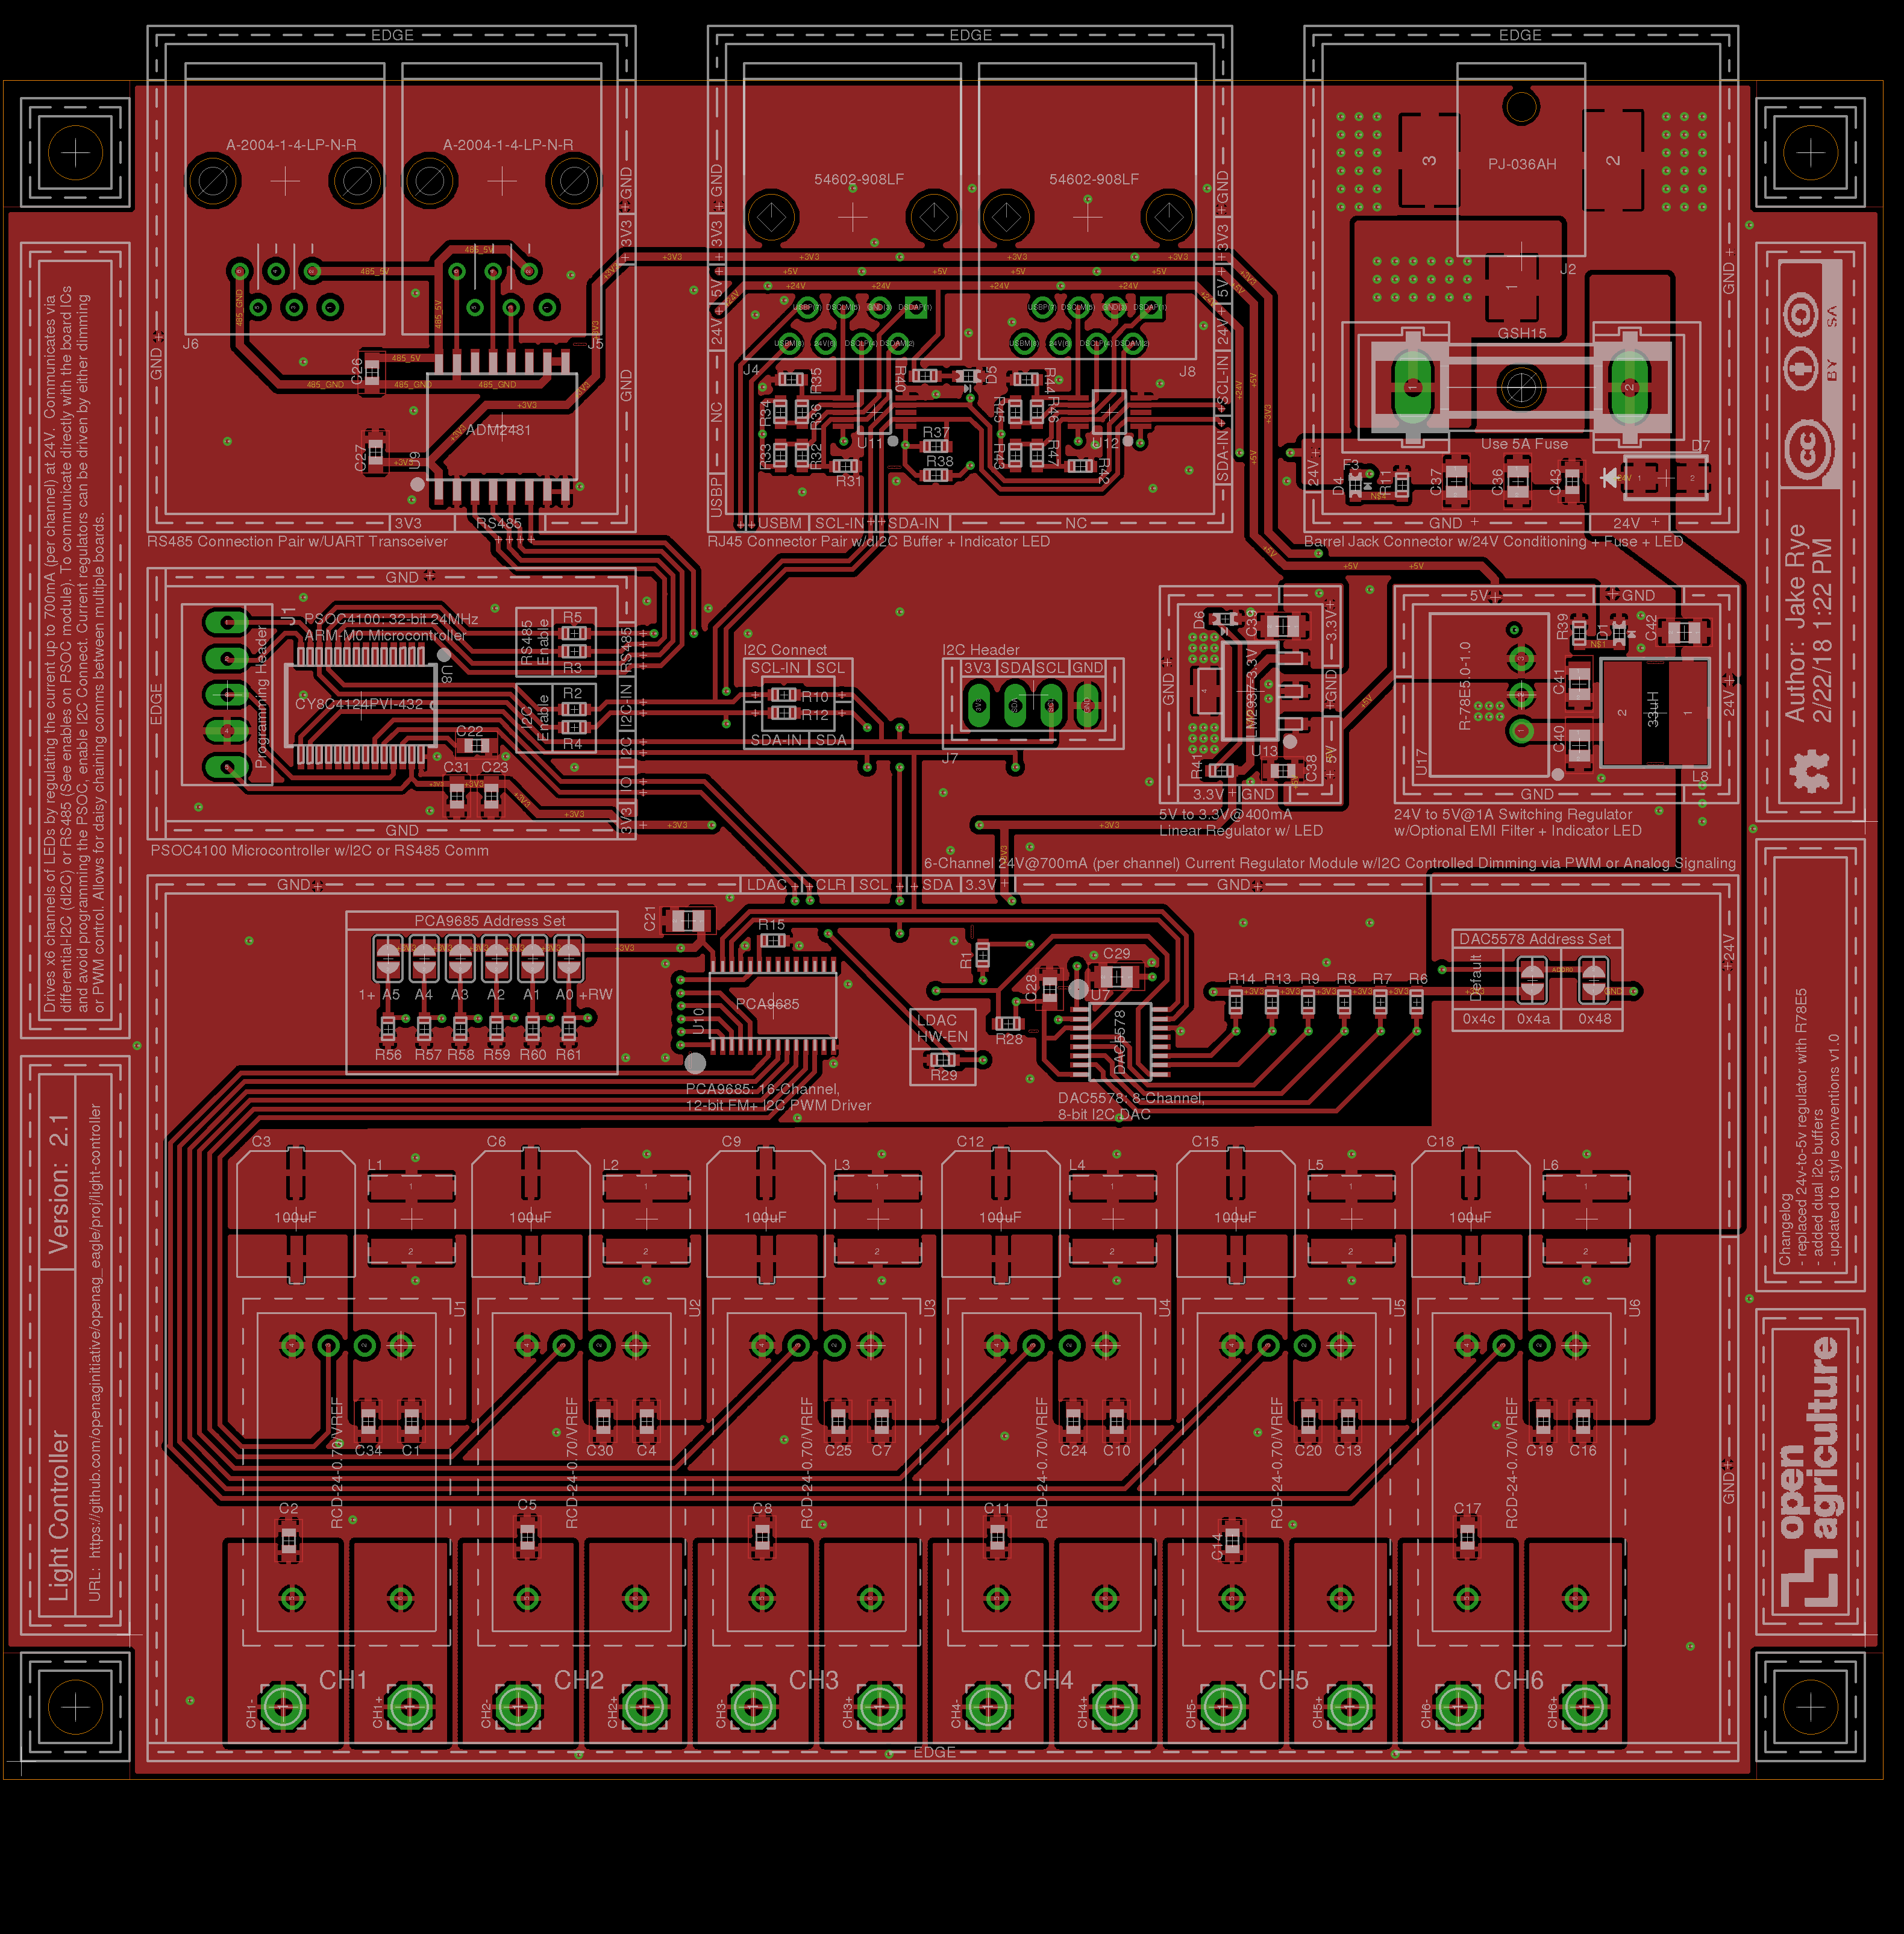 EDGE
EDGE
EDGE
A-2004-1-4-LP-N-R
A-2004-1-4-LP-N-R
54602-908LF
54602-908LF
PJ-036AH
3
2
1
J2
GSH15
Use 5A Fuse
J6
J5
J4
J8
C26
C27
U9
ADM2481
485_5V
485_GND
+3V3
+5V
+24V
GND
3V3
RS485
RS485 Connection Pair w/UART Transceiver
R35
R40
D5
R44
R34
R36
R45
R46
U11
U12
R33
R32
R37
R38
R31
R43
R47
R42
USBP
NC
USBM
SCL-IN
SDA-IN
NC
RJ45 Connector Pair w/dI2C Buffer + Indicator LED
24V
F3
D4
R1
C37
C36
C43
D7
GND
24V
Barrel Jack Connector w/24V Conditioning + Fuse + LED
GND
EDGE
J1
Programming Header
PSOC4100: 32-bit 24MHz
ARM-M0 Microcontroller
U8
CY8C4124PVI-432
RS485
Enable
R5
R3
I2C
Enable
R2
R4
RS485
I2C-IN
I2C
IO
3V3
C22
C31
C23
GND
PSOC4100 Microcontroller w/I2C or RS485 Comm
I2C Connect
SCL-IN
SCL
R10
R12
SDA-IN
SDA
I2C Header
3V3
SDA
SCL
GND
J7
D6
C39
3.3V
GND
LM2937-3.3V
U13
R41
C38
5V
3.3V
GND
5V to 3.3V@400mA
Linear Regulator w/ LED
5V
GND
R39
D1
C42
R-78E5.0-1.0
C41
C40
33uH
U17
L8
24V
GND
24V to 5V@1A Switching Regulator
w/Optional EMI Filter + Indicator LED
6-Channel 24V@700mA (per channel) Current Regulator Module w/I2C Controlled Dimming via PWM or Analog Signaling
GND
LDAC
CLR
SCL
SDA
3.3V
GND
PCA9685 Address Set
1+ A5
A4
A3
A2
A1
A0 +RW
R56
R57
R58
R59
R60
R61
C21
R15
PCA9685
U10
PCA9685: 16-Channel,
12-bit FM+ I2C PWM Driver
R1
LDAC
HW-EN
R29
R28
C28
C29
U7
DAC5578
DAC5578: 8-Channel,
8-bit I2C DAC
R14
R13
R9
R8
R7
R6
DAC5578 Address Set
Default
0x4c
0x4a
0x48
+24V
C3
L1
C6
L2
C9
L3
C12
L4
C15
L5
C18
L6
100uF
100uF
100uF
100uF
100uF
100uF
U1
U2
U3
U4
U5
U6
RCD-24-0.70/VREF
RCD-24-0.70/VREF
RCD-24-0.70/VREF
RCD-24-0.70/VREF
RCD-24-0.70/VREF
RCD-24-0.70/VREF
C34
C1
C30
C4
C25
C7
C24
C10
C20
C13
C19
C16
C2
C5
C8
C11
C14
C17
GND
CH1
CH2
CH3
CH4
CH5
CH6
CH1-
CH1+
CH2-
CH2+
CH3-
CH3+
CH4-
CH4+
CH5-
CH5+
CH6-
CH6+
EDGE
Drives x6 channels of LEDs by regulating the current up to 700mA (per channel) at 24V. Communicates via
differential-I2C (dI2C) or RS485 (See enables on PSOC module). To communicate directly with the board ICs
and avoid programming the PSOC, enable I2C Connect. Current regulators can be driven by either dimming
or PWM control. Allows for daisy chaining comms between multiple boards.
Light Controller
Version: 2.1
URL: https://github.com/openaginitiative/openag_eagle/proj/light-controller
cc
BY
SA
Author: Jake Rye
2/22/18 1:22 PM
Changelog
- replaced 24v-to-5v regulator with R78E5
- added dual I2c buffers
- updated to style conventions v1.0
open
agriculture